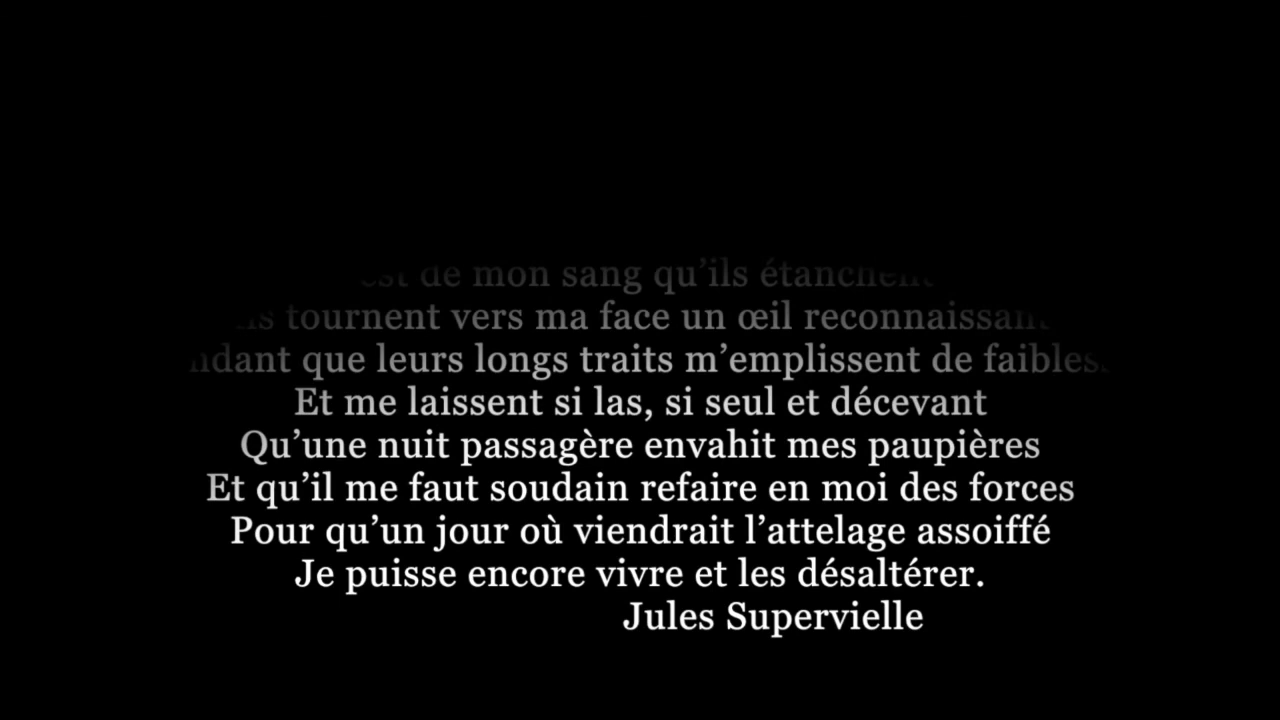 de mon sang qu'ils
tournent vers ma face un œil
que leurs longs traits m'emplissent de
Et me laissent si las, si seul et décevant
Qu'une nuit passagère envahit mes paupières
Et qu'il me faut soudain refaire en moi des forces
Pour qu'un jour où viendrait l'attelage assoiffé
Je puisse encore vivre et les désaltérer.
Jules Supervielle